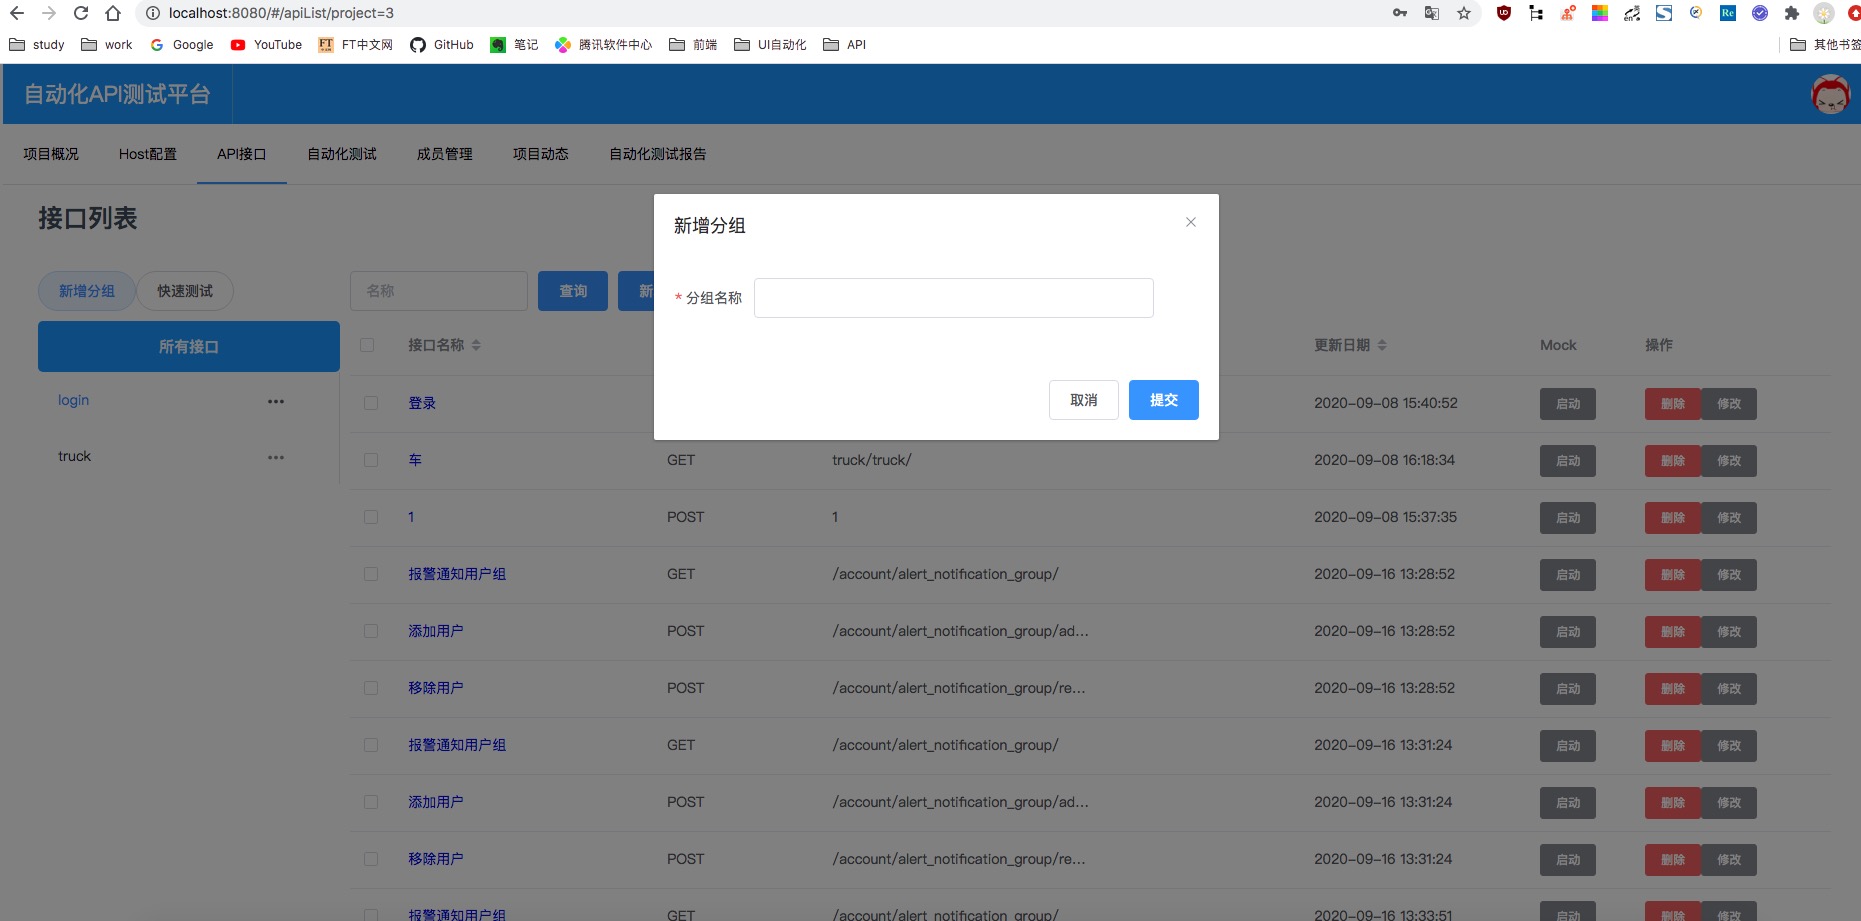 localhost:8080/#/apiList/project=3
study work Google YouTube FT中文网 GitHub 笔记 腾讯软件中心 前端 UI自动化 API 其他书签
自动化API测试平台
项目概况 Host配置 API接口 自动化测试 成员管理 项目动态 自动化测试报告
接口列表
新增分组 ×
新增分组 快速测试 名称 查询 新
* 分组名称
所有接口 接口名称 更新日期 Mock 操作
取消 提交
login ••• 登录 2020-09-08 15:40:52 启动 删除 修改
truck ••• 车 GET truck/truck/ 2020-09-08 16:18:34 启动 删除 修改
1 POST 1 2020-09-08 15:37:35 启动 删除 修改
报警通知用户组 GET /account/alert_notification_group/ 2020-09-16 13:28:52 启动 删除 修改
添加用户 POST /account/alert_notification_group/ad... 2020-09-16 13:28:52 启动 删除 修改
移除用户 POST /account/alert_notification_group/re... 2020-09-16 13:28:52 启动 删除 修改
报警通知用户组 GET /account/alert_notification_group/ 2020-09-16 13:31:24 启动 删除 修改
添加用户 POST /account/alert_notification_group/ad... 2020-09-16 13:31:24 启动 删除 修改
移除用户 POST /account/alert_notification_group/re... 2020-09-16 13:31:24 启动 删除 修改
报警通知用户组 GET /account/alert_notification_group/ 2020-09-16 13:33:51 启动 删除 修改